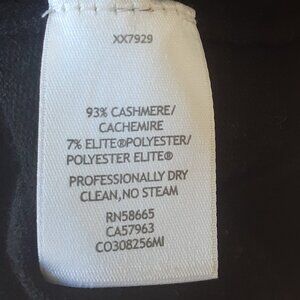 XX7929
93% CASHMERE/
CACHEMIRE
7% ELITE®POLYESTER/
POLYESTER ELITE®
PROFESSIONALLY DRY
CLEAN,NO STEAM
RN58665
CA57963
CO308256MI